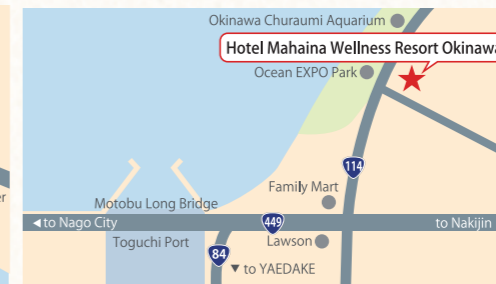 Okinawa Churaumi Aquarium
Hotel Mahaina Wellness Resort Okinawa
Ocean EXPO Park
114
Family Mart
Motobu Long Bridge
to Nago City
449
to Nakijin
Toguchi Port
Lawson
84
to YAEDAKE